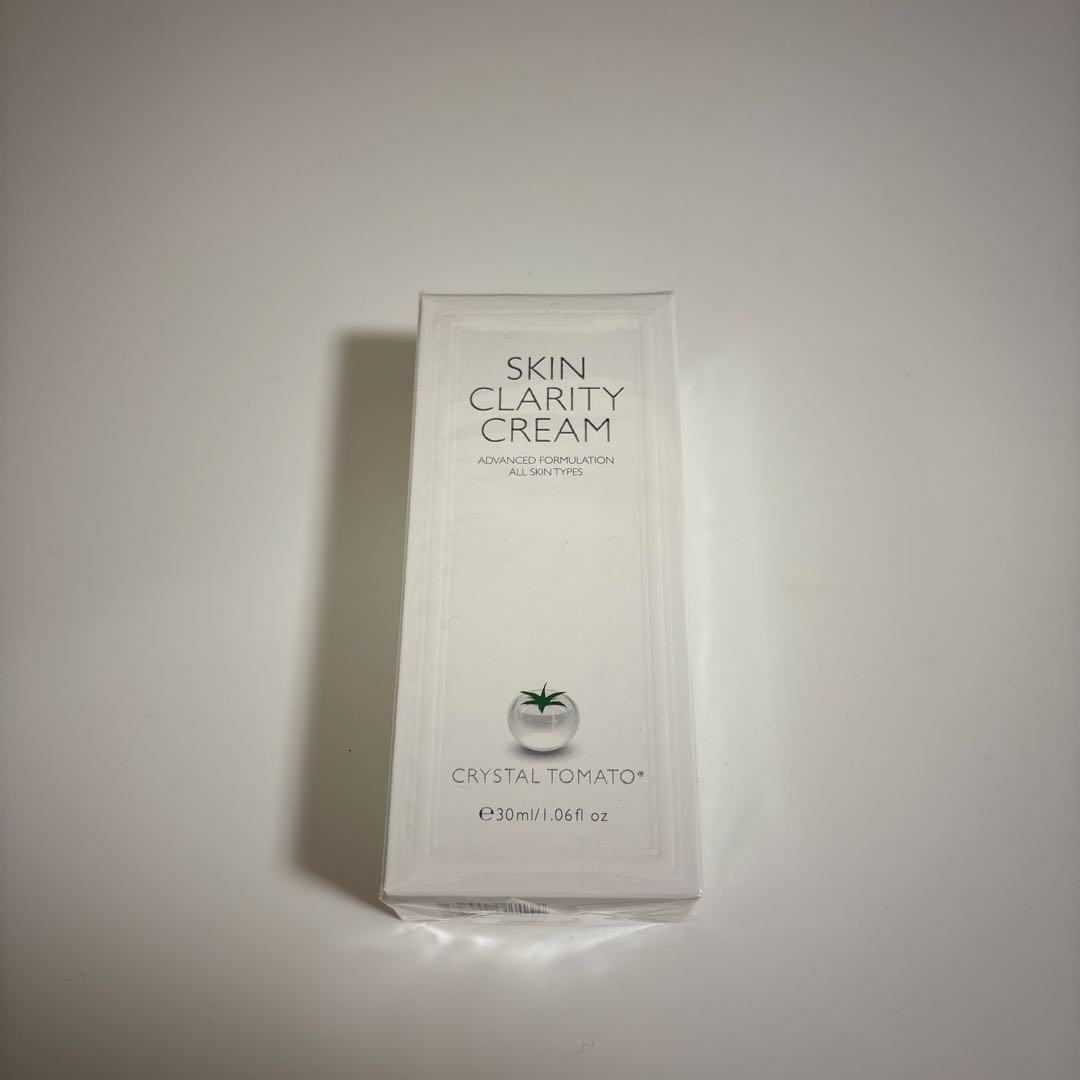 SKIN
CLARITY
CREAM
ADVANCED FORMULATION
ALL SKIN TYPES
CRYSTAL TOMATO®
℮30ml/1.06fl oz